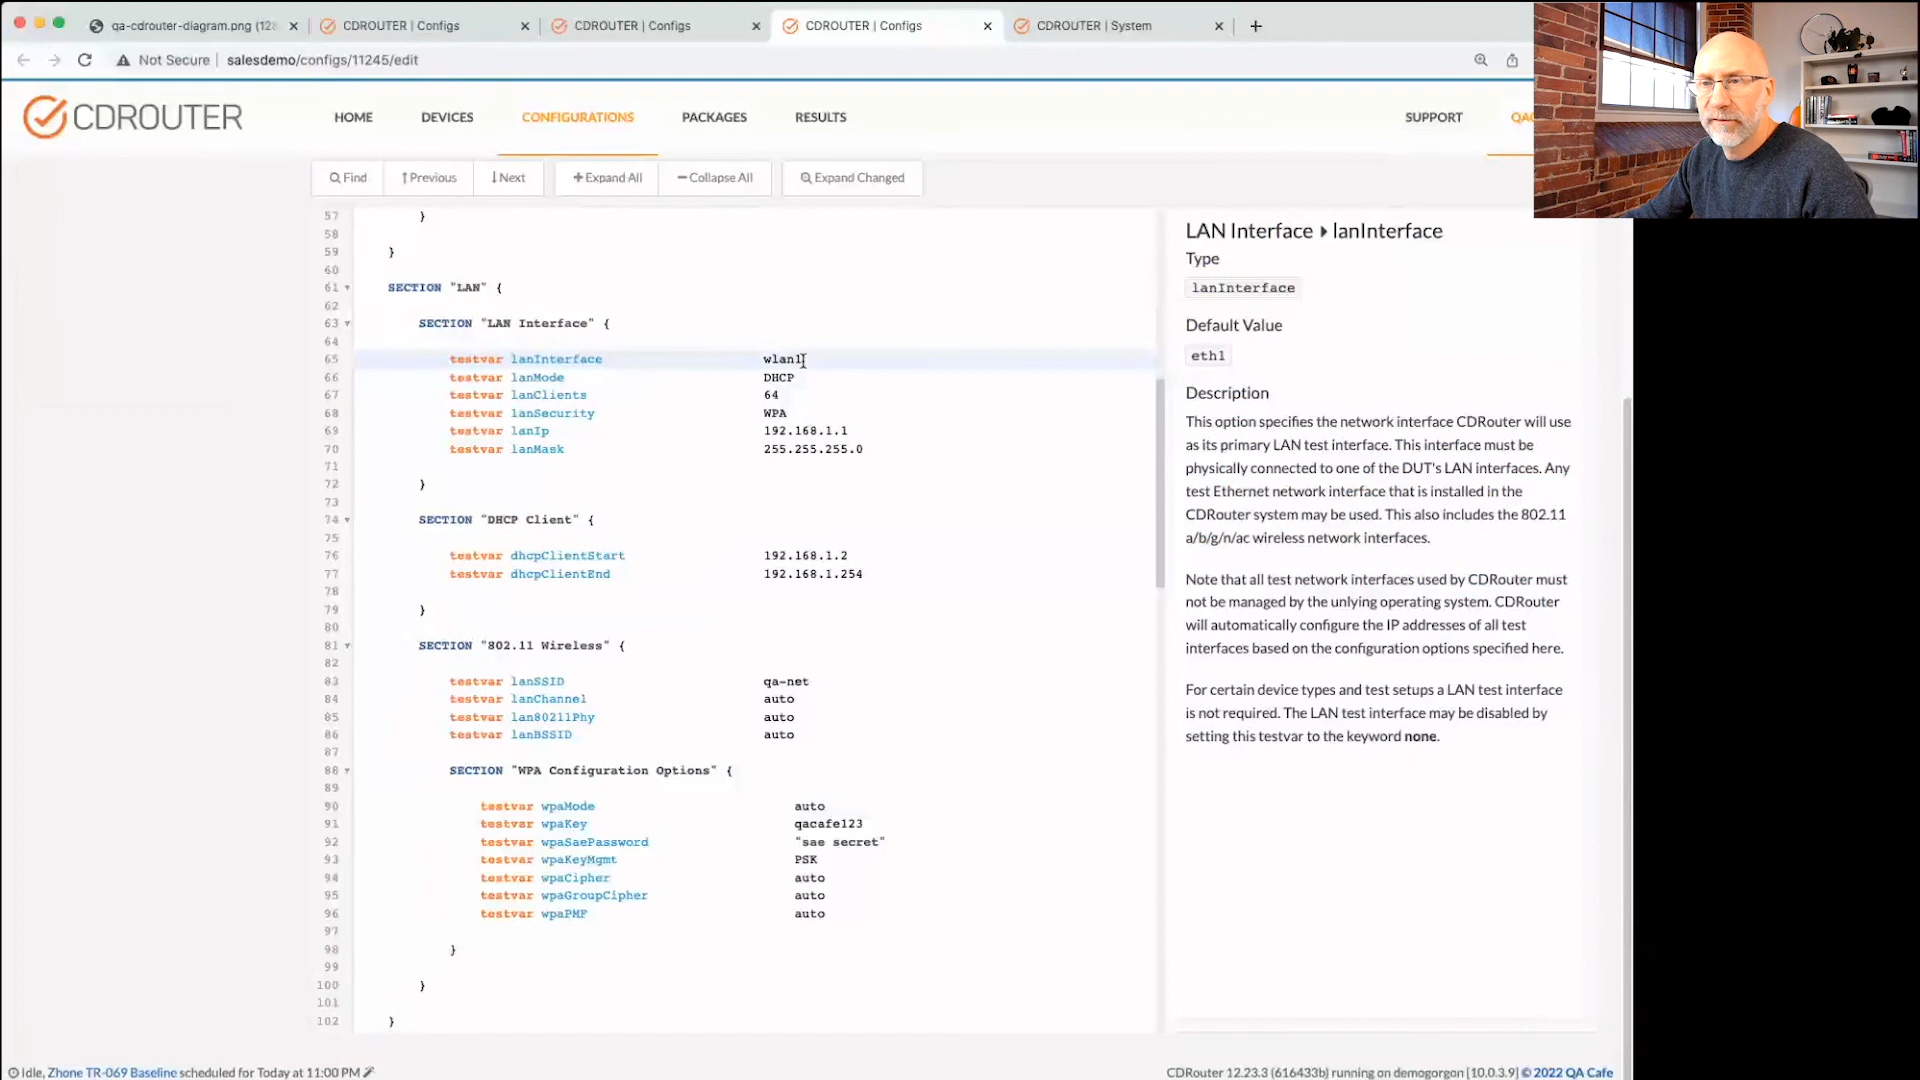 qa-cdrouter-diagram.png (128
CDROUTER | Configs
CDROUTER | Configs
CDROUTER | Configs
CDROUTER | System
Not Secure
salesdemo/configs/11245/edit
CDROUTER
HOME
DEVICES
CONFIGURATIONS
PACKAGES
RESULTS
SUPPORT
Find
Previous
Next
Expand All
Collapse All
Expand Changed
57 }
58
59 }
60
61 SECTION "LAN" {
62
63 SECTION "LAN Interface" {
64
65 testvar lanInterface wlan1
66 testvar lanMode DHCP
67 testvar lanClients 64
68 testvar lanSecurity WPA
69 testvar lanIp 192.168.1.1
70 testvar lanMask 255.255.255.0
71
72 }
73
74 SECTION "DHCP Client" {
75
76 testvar dhcpClientStart 192.168.1.2
77 testvar dhcpClientEnd 192.168.1.254
78
79 }
80
81 SECTION "802.11 Wireless" {
82
83 testvar lanSSID qa-net
84 testvar lanChannel auto
85 testvar lan80211Phy auto
86 testvar lanBSSID auto
87
88 SECTION "WPA Configuration Options" {
89
90 testvar wpaMode auto
91 testvar wpaKey qacafe123
92 testvar wpaSaePassword "sae secret"
93 testvar wpaKeyMgmt PSK
94 testvar wpaCipher auto
95 testvar wpaGroupCipher auto
96 testvar wpaPMF auto
97
98 }
99
100 }
101
102 }
LAN Interface ▸ lanInterface
Type
lanInterface
Default Value
eth1
Description
This option specifies the network interface CDRouter will use
as its primary LAN test interface. This interface must be
physically connected to one of the DUT's LAN interfaces. Any
test Ethernet network interface that is installed in the
CDRouter system may be used. This also includes the 802.11
a/b/g/n/ac wireless network interfaces.
Note that all test network interfaces used by CDRouter must
not be managed by the unlying operating system. CDRouter
will automatically configure the IP addresses of all test
interfaces based on the configuration options specified here.
For certain device types and test setups a LAN test interface
is not required. The LAN test interface may be disabled by
setting this testvar to the keyword none.
Idle, Zhone TR-069 Baseline scheduled for Today at 11:00 PM
CDRouter 12.23.3 (616433b) running on demogorgon [10.0.3.9] © 2022 QA Cafe